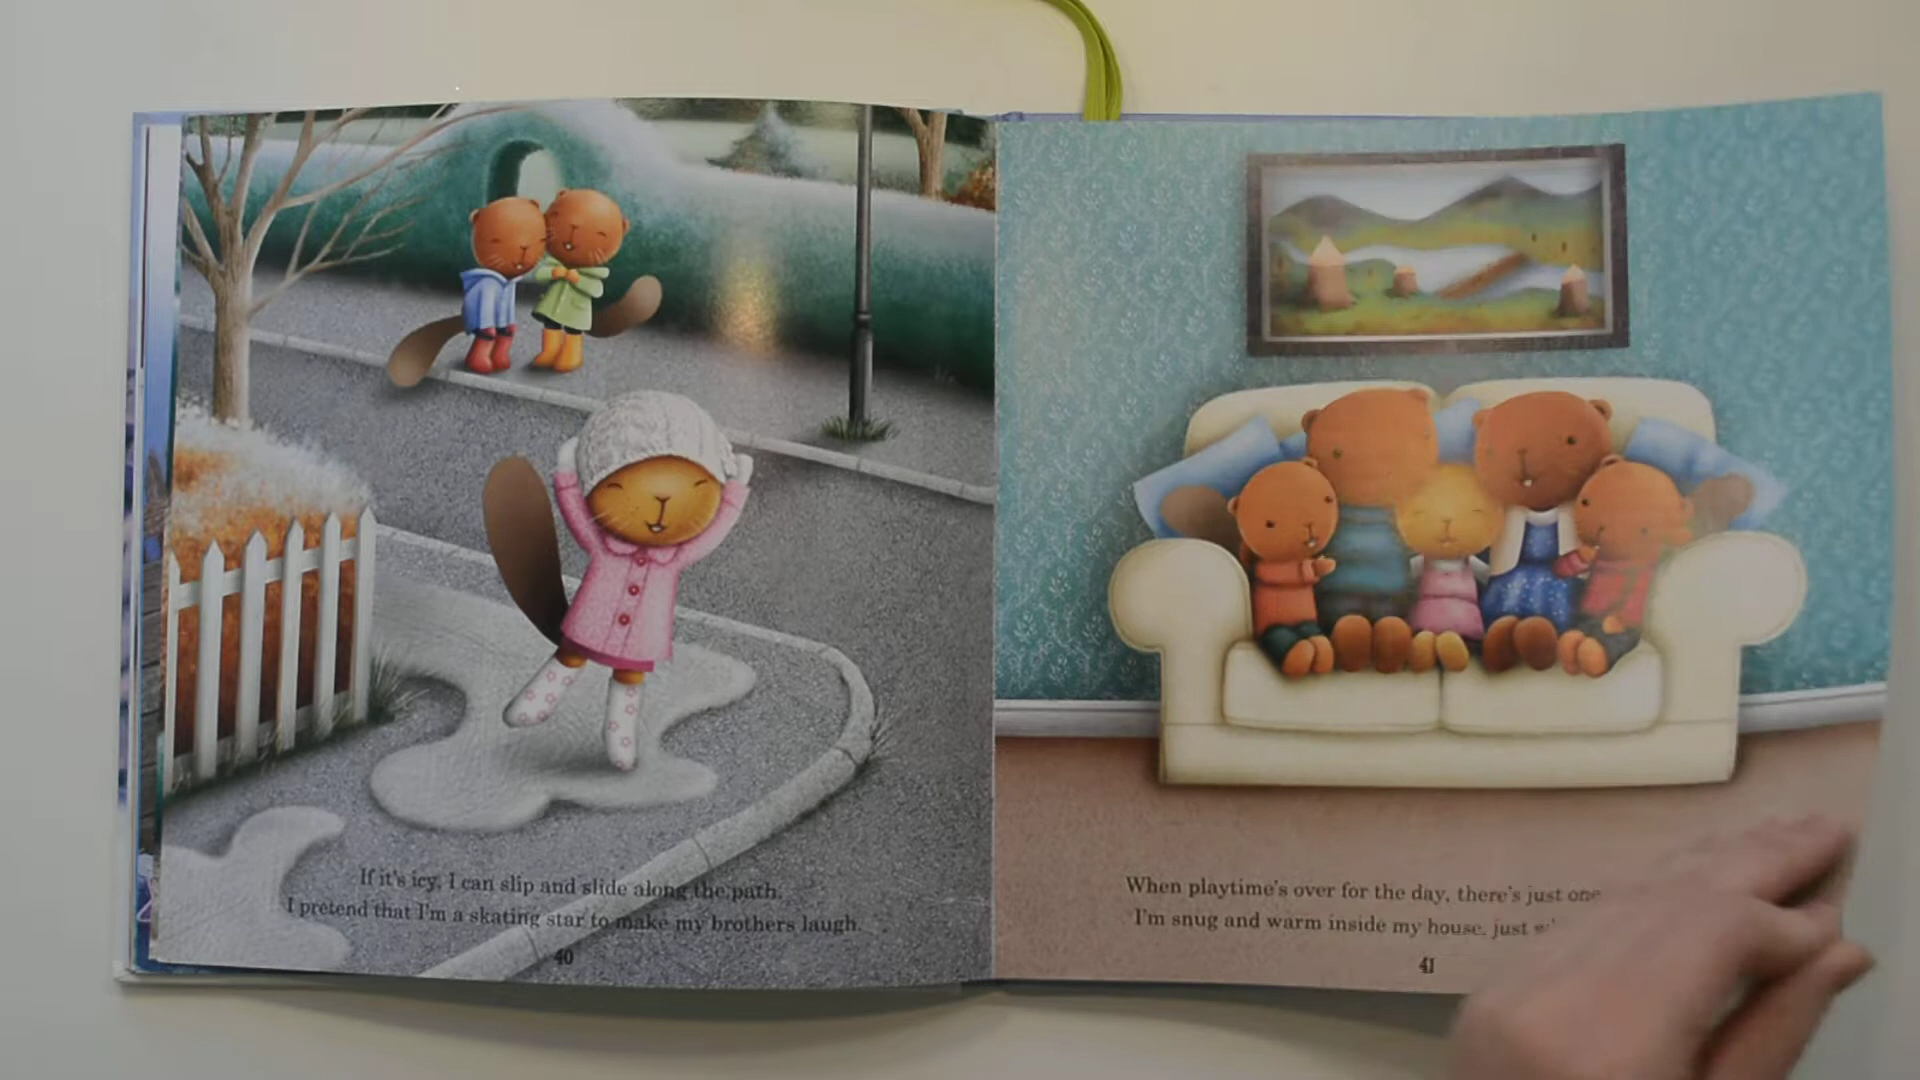 If it's icy, I can slip and slide along the path.
I pretend that I'm a skating star to make my brothers laugh.
40
When playtime's over for the day, there's just one
I'm snug and warm inside my house, just
41